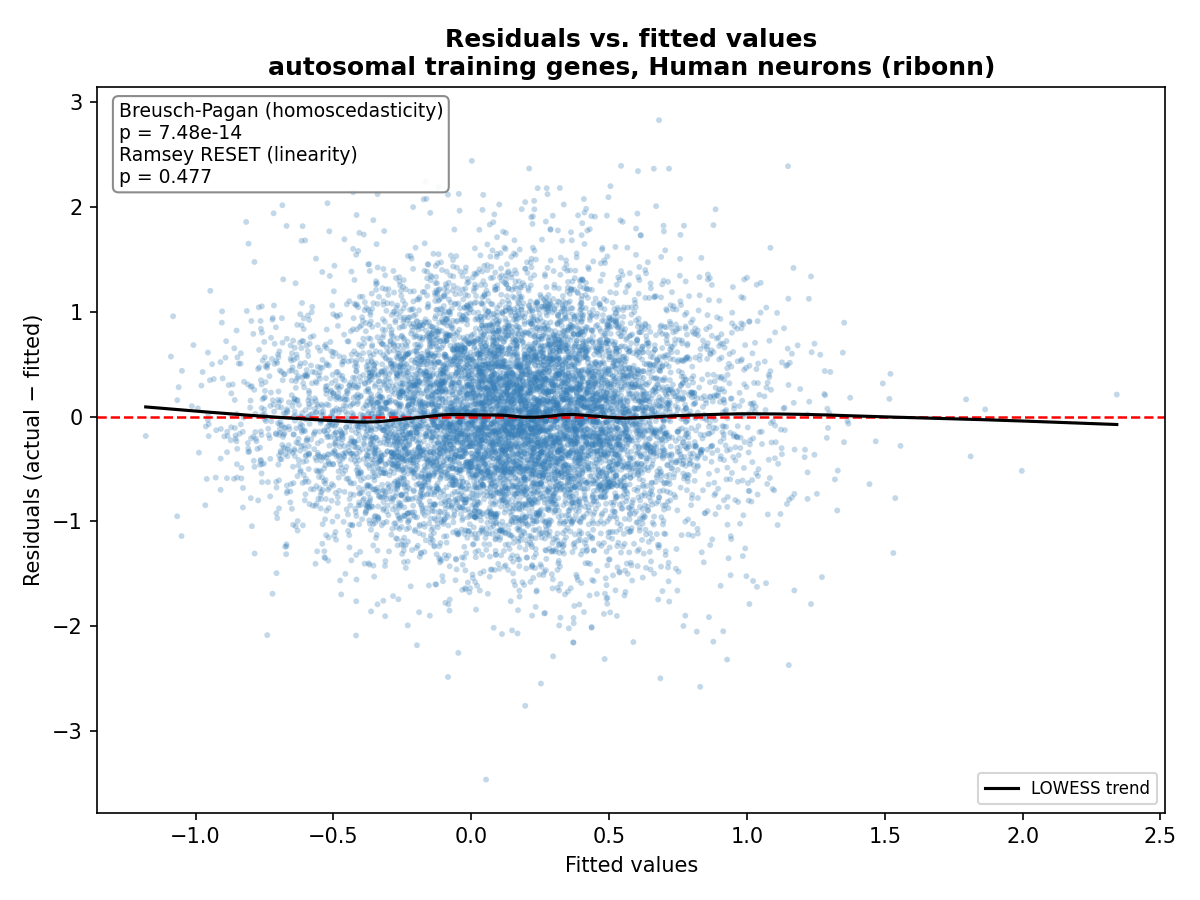 Residuals vs. fitted values
autosomal training genes, Human neurons (ribonn)
Breusch-Pagan (homoscedasticity)
p = 7.48e-14
Ramsey RESET (linearity)
p = 0.477
3
2
1
0
−1
−2
−3
Residuals (actual − fitted)
LOWESS trend
−1.0
−0.5
0.0
0.5
1.0
1.5
2.0
2.5
Fitted values